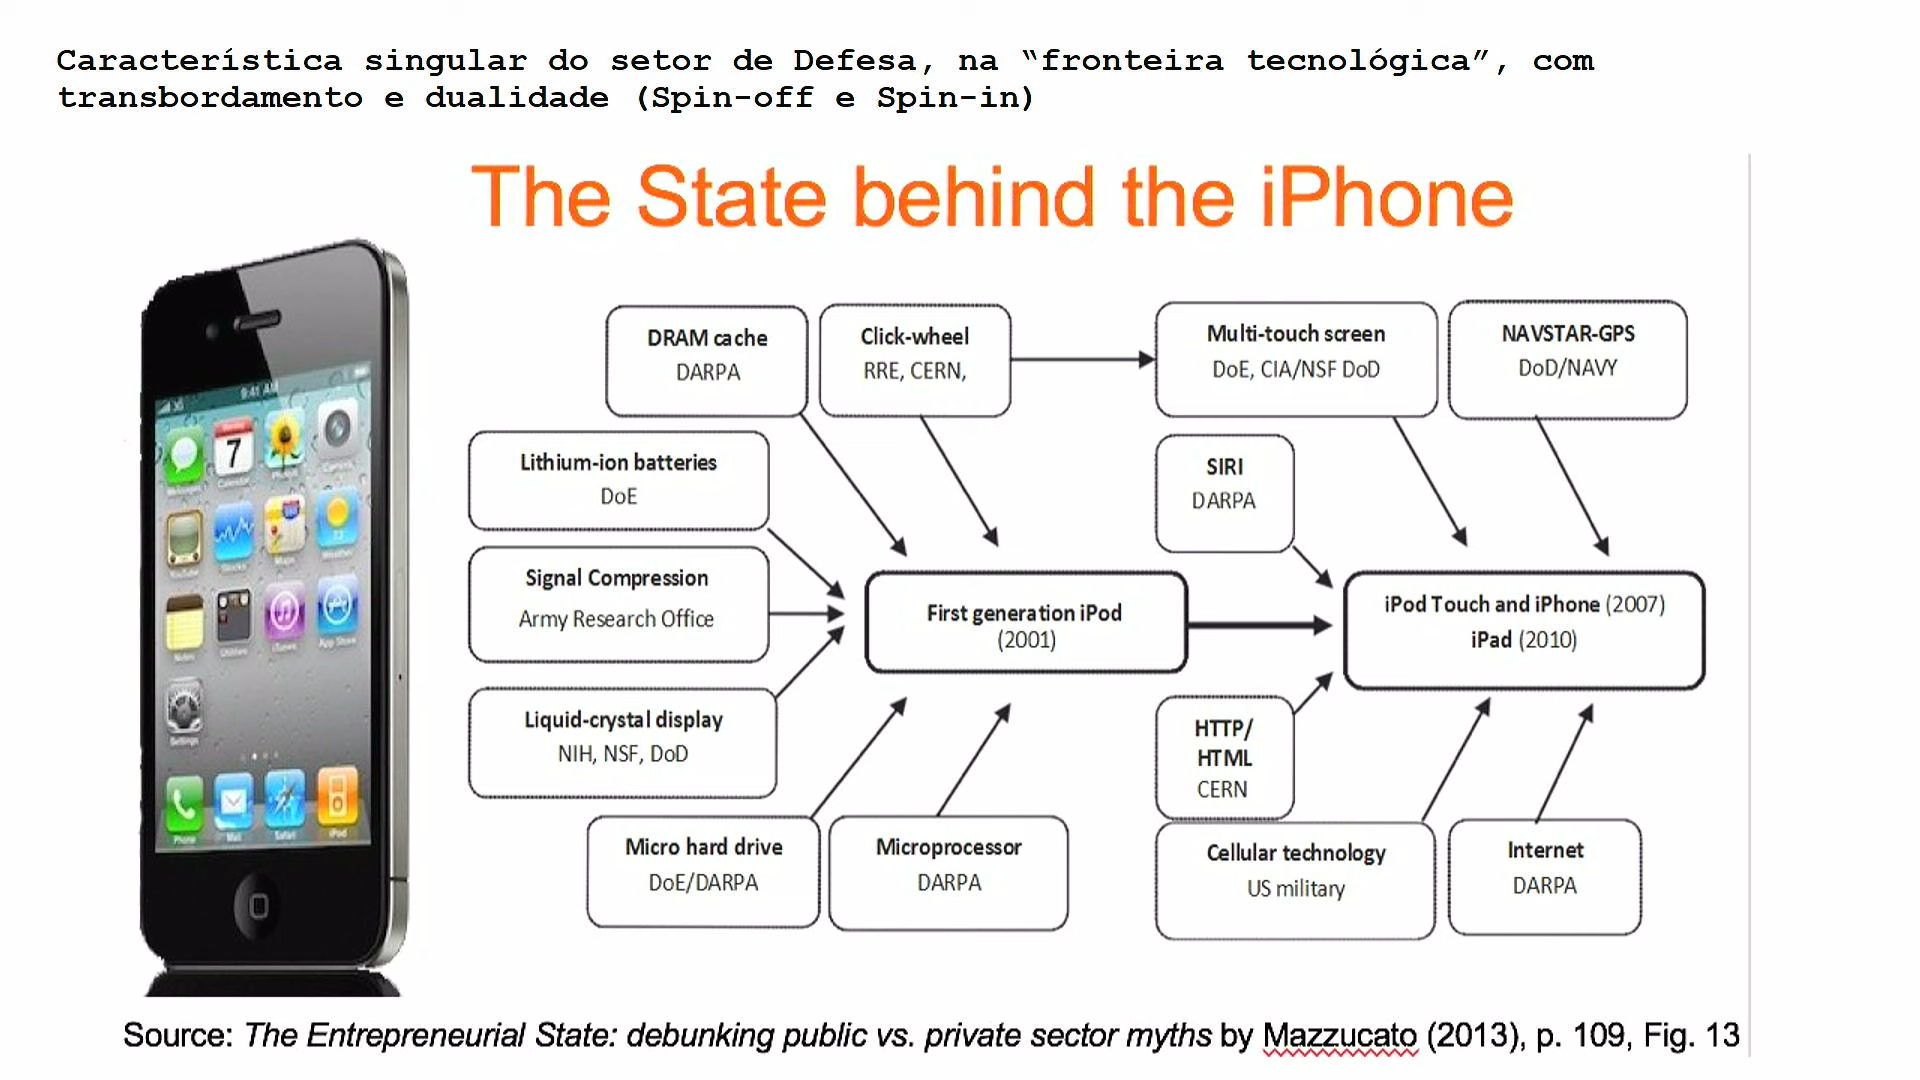 Característica singular do setor de Defesa, na “fronteira tecnológica”, com
transbordamento e dualidade (Spin-off e Spin-in)
The State behind the iPhone
DRAM cache
DARPA
Click-wheel
RRE, CERN,
Multi-touch screen
DoE, CIA/NSF DoD
NAVSTAR-GPS
DoD/NAVY
Lithium-ion batteries
DoE
SIRI
DARPA
Signal Compression
Army Research Office
First generation iPod
(2001)
iPod Touch and iPhone (2007)
iPad (2010)
Liquid-crystal display
NIH, NSF, DoD
HTTP/
HTML
CERN
Micro hard drive
DoE/DARPA
Microprocessor
DARPA
Cellular technology
US military
Internet
DARPA
7
Phone
Mail
Safari
iPod
Source: The Entrepreneurial State: debunking public vs. private sector myths by Mazzucato (2013), p. 109, Fig. 13